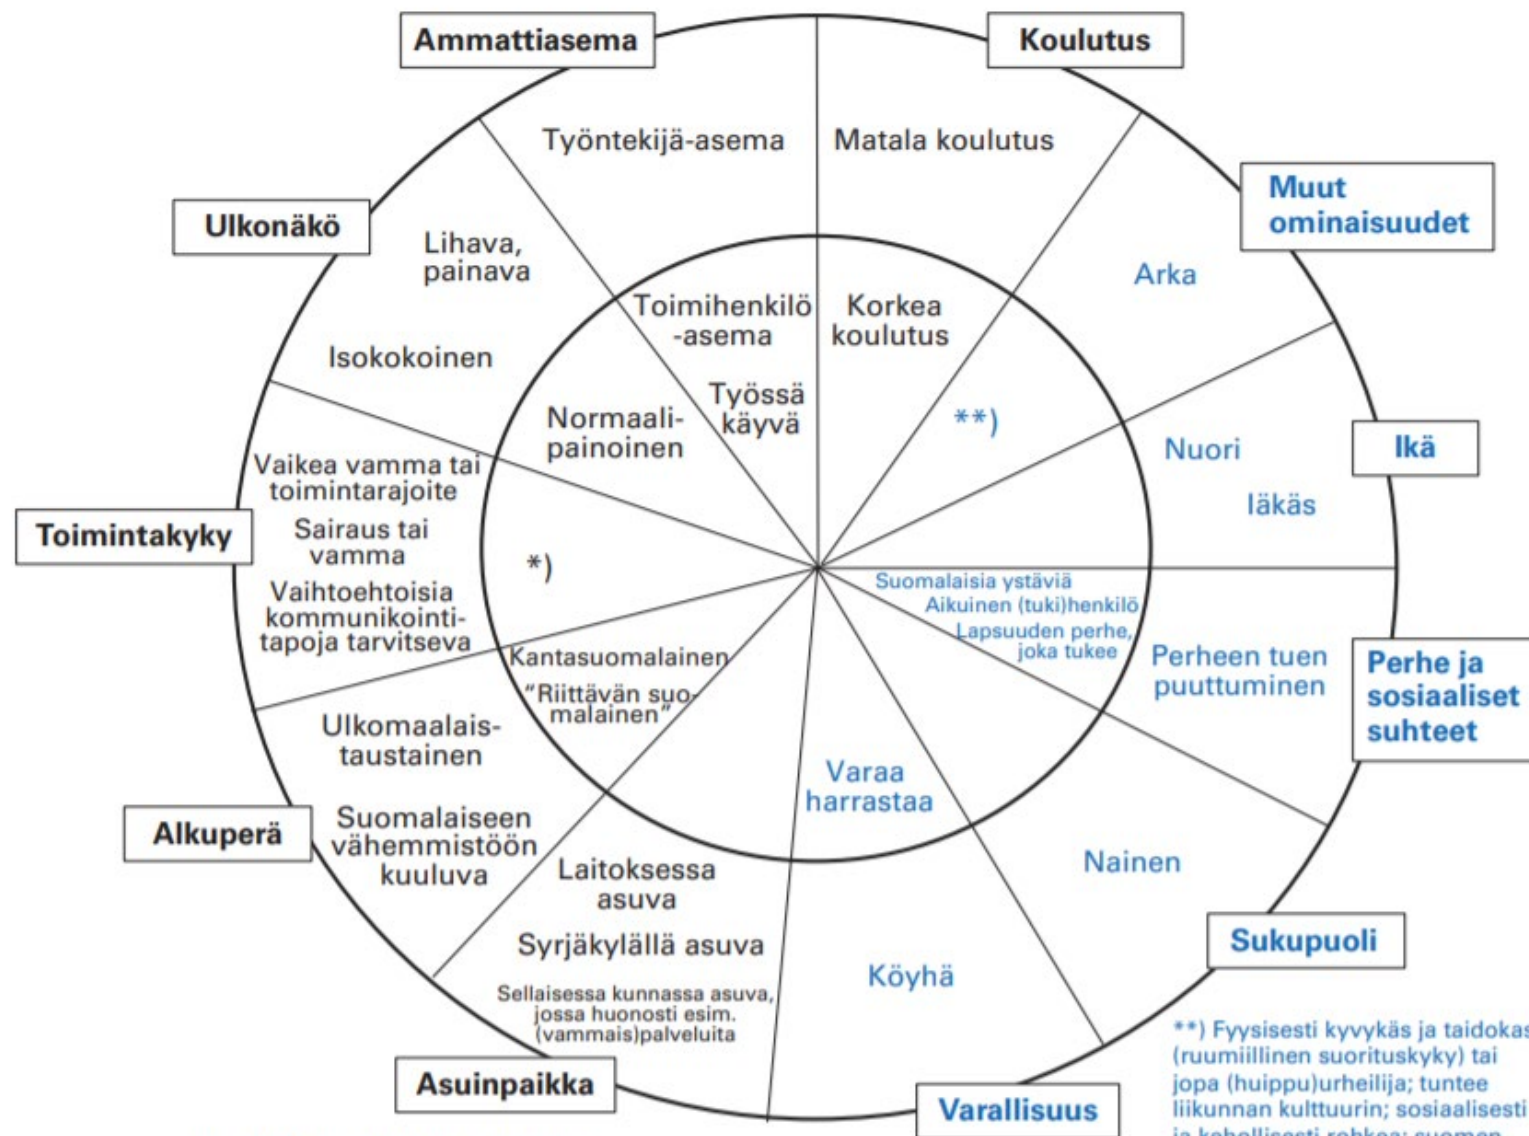 Ammattiasema
Koulutus
Työntekijä-asema
Matala koulutus
Muut
ominaisuudet
Ulkonäkö
Lihava,
painava
Isokokoinen
Arka
Toimihenkilö
-asema
Työssä
käyvä
Korkea
koulutus
Normaali-
painoinen
**)
Nuori
Iäkäs
Ikä
Toimintakyky
Vaikea vamma tai
toimintarajoite
Sairaus tai
vamma
Vaihtoehtoisia
kommunikointi-
tapoja tarvitseva
*)
Suomalaisia ystäviä
Aikuinen (tuki)henkilö
Lapsuuden perhe,
joka tukee
Perheen tuen
puuttuminen
Perhe ja
sosiaaliset
suhteet
Kantasuomalainen
"Riittävän suo-
malainen"
Ulkomaalais-
taustainen
Suomalaiseen
vähemmistöön
kuuluva
Alkuperä
Varaa
harrastaa
Nainen
Sukupuoli
Laitoksessa
asuva
Syrjäkylällä asuva
Sellaisessa kunnassa asuva,
jossa huonosti esim.
(vammais)palveluita
Asuinpaikka
Köyhä
Varallisuus
**) Fyysisesti kyvykäs ja taidokas
(ruumiillinen suorituskyky) tai
jopa (huippu)urheilija; tuntee
liikunnan kulttuurin; sosiaalisesti
ja kehollisesti rohkea; suomen